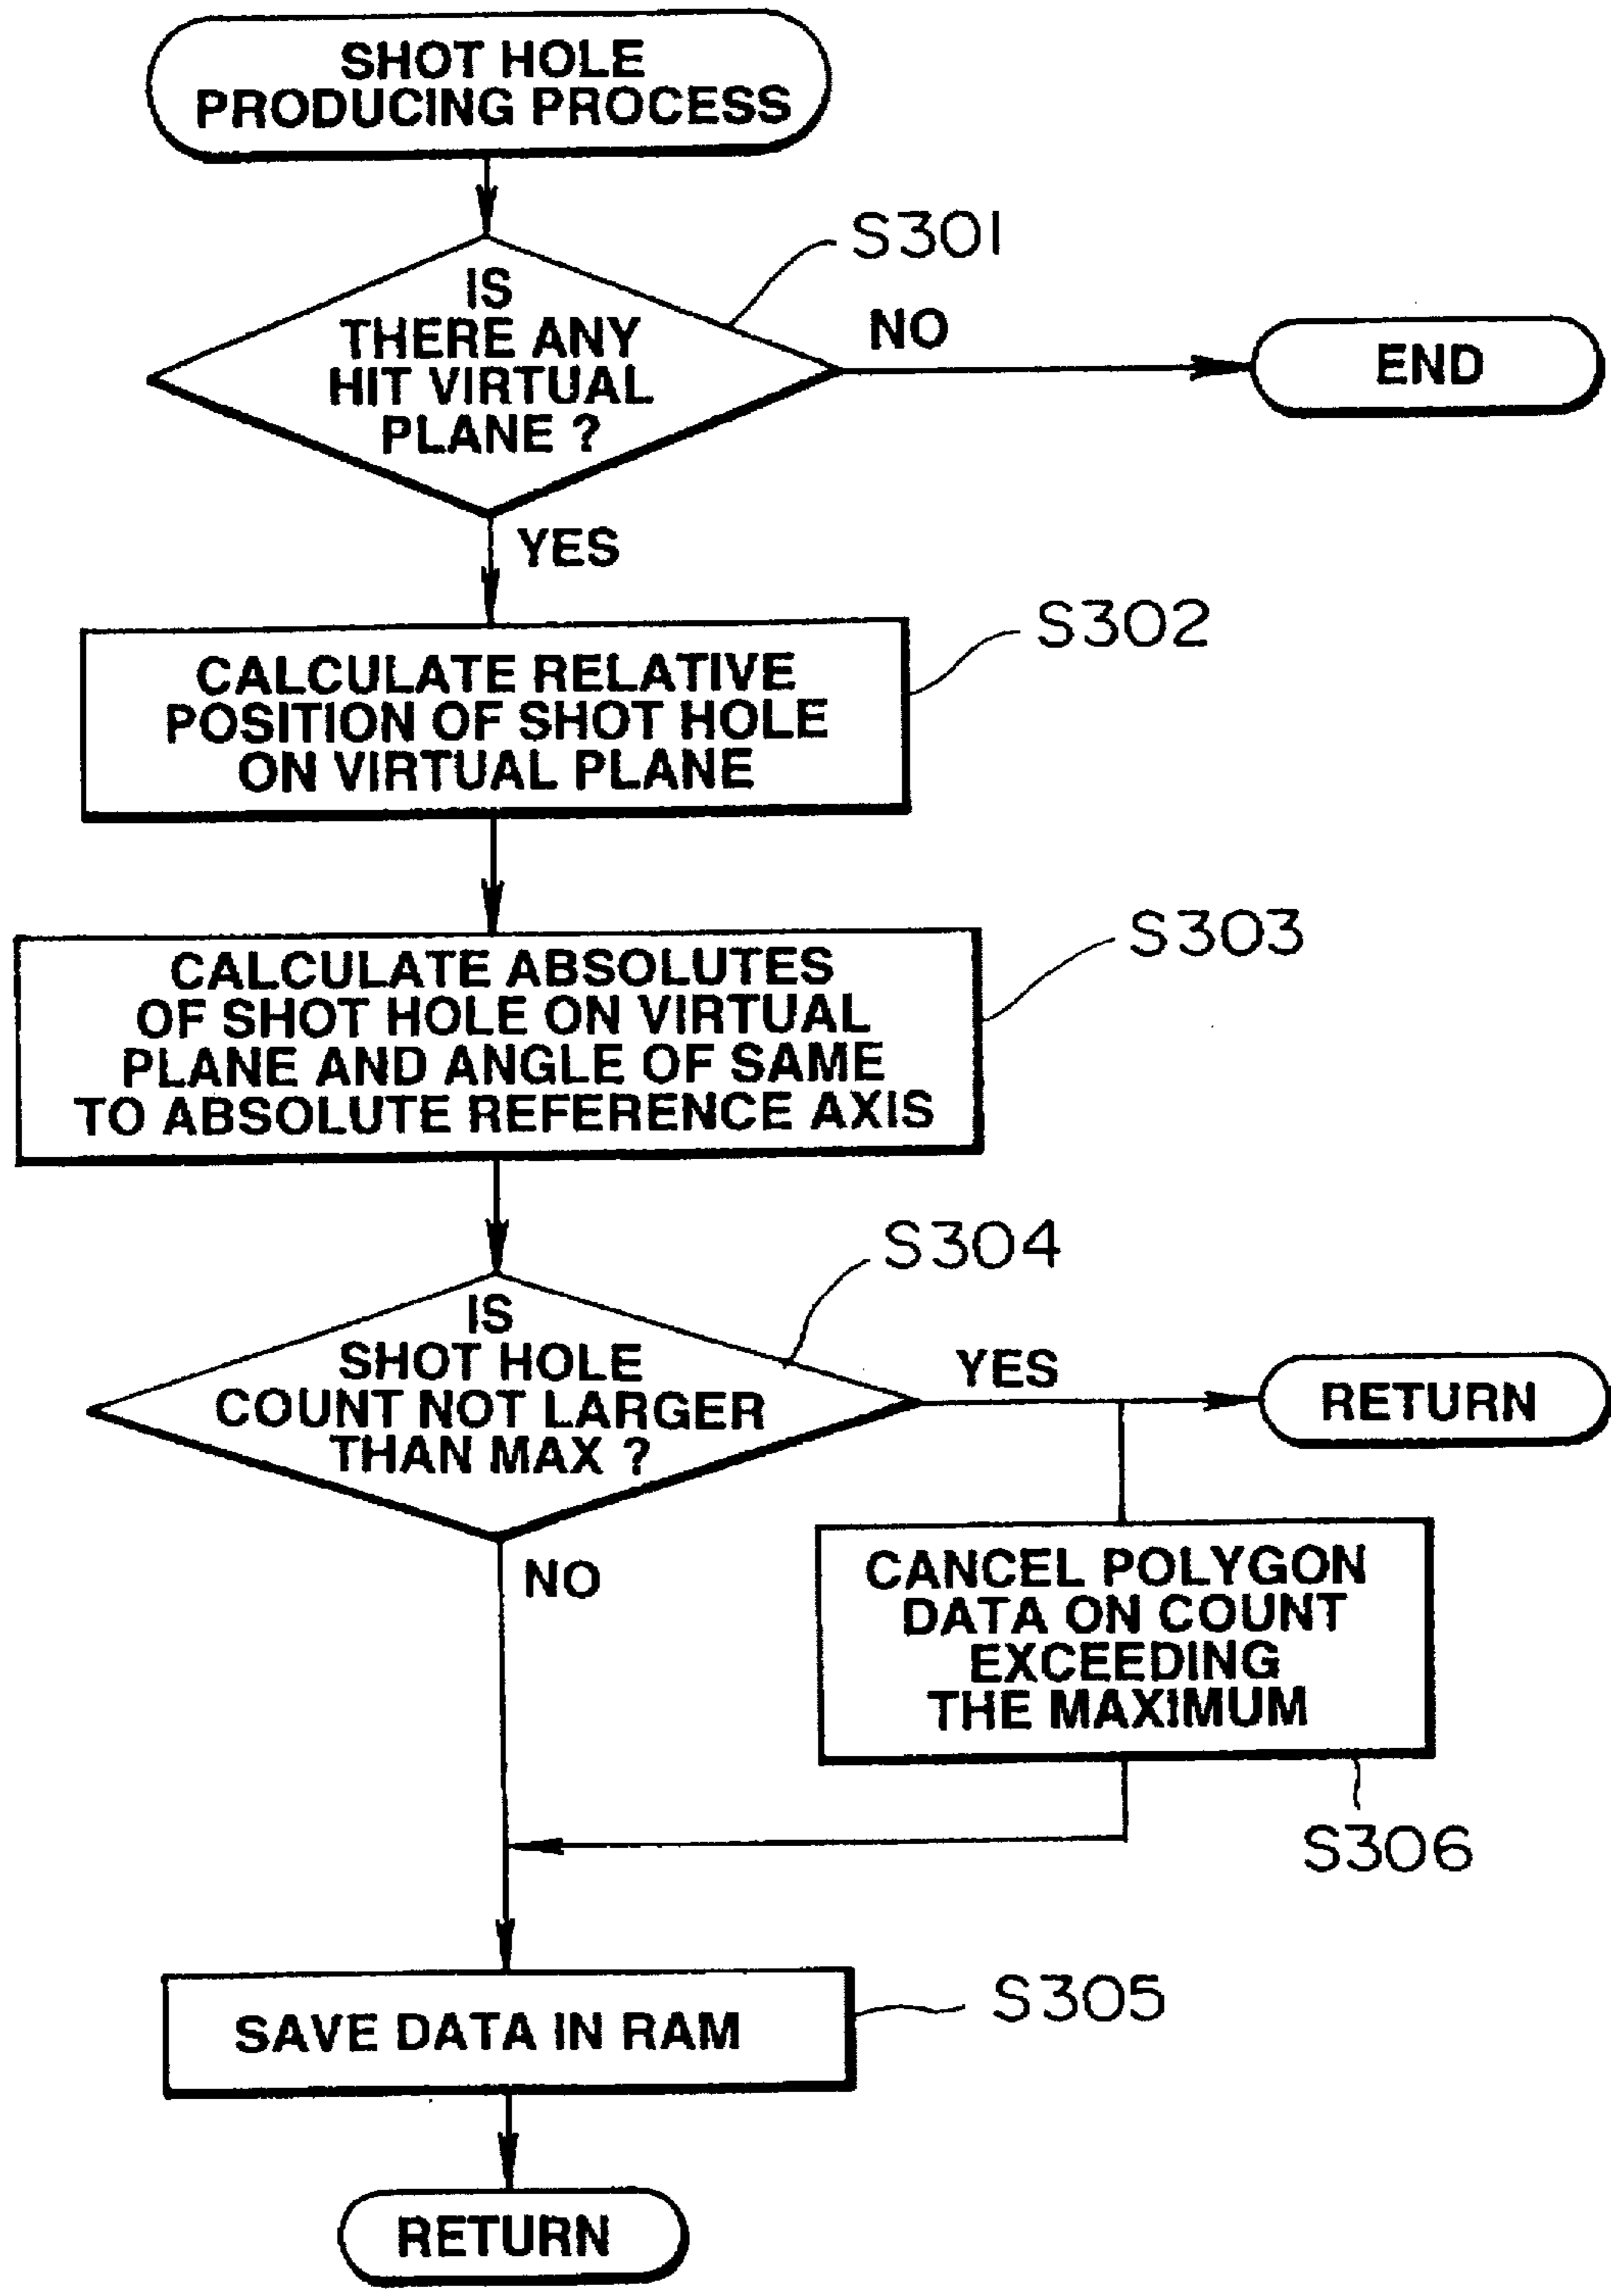 SHOT HOLE
PRODUCING PROCESS
S301
IS
THERE ANY
HIT VIRTUAL
PLANE ?
NO
END
YES
S302
CALCULATE RELATIVE
POSITION OF SHOT HOLE
ON VIRTUAL PLANE
S303
CALCULATE ABSOLUTES
OF SHOT HOLE ON VIRTUAL
PLANE AND ANGLE OF SAME
TO ABSOLUTE REFERENCE AXIS
S304
IS
SHOT HOLE
COUNT NOT LARGER
THAN MAX ?
YES
RETURN
NO
CANCEL POLYGON
DATA ON COUNT
EXCEEDING
THE MAXIMUM
S306
S305
SAVE DATA IN RAM
RETURN